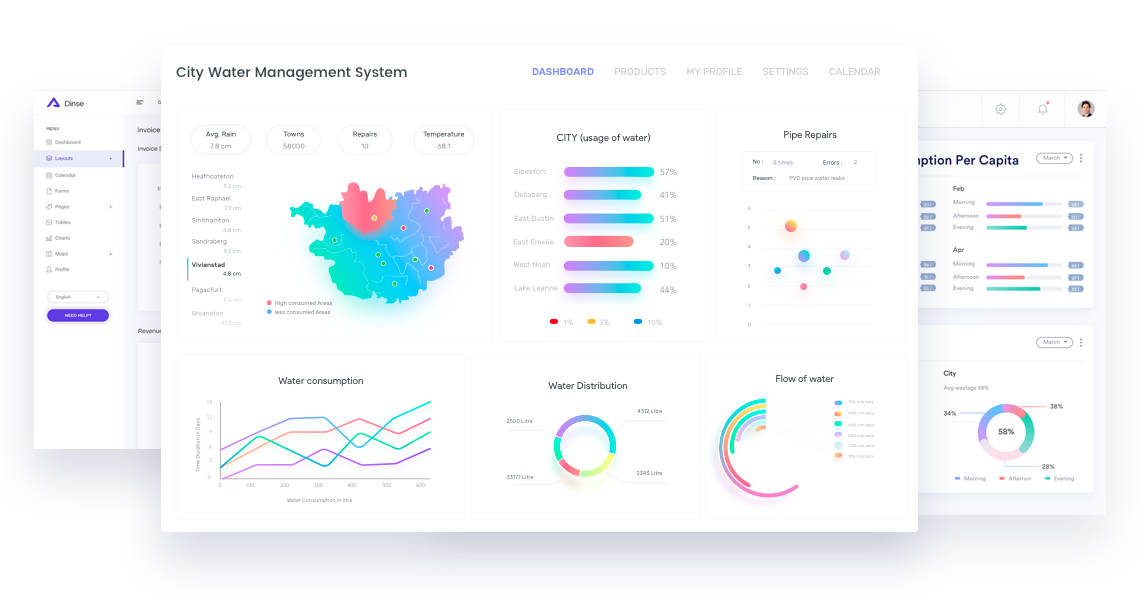 City Water Management System
DASHBOARD
PRODUCTS
MY PROFILE
SETTINGS
CALENDAR
Dinse
MENU
Dashboard
Layouts
Calendar
Forms
Pages
Tables
Charts
Maps
Profile
English
NEED HELP?
Invoice
Invoice S
Revenue
Avg. Rain
7.8 cm
Towns
58000
Repairs
10
Temperature
68.1
Heathcoteton
5.2 cm
East Raphael
7.3 cm
Smithamton
6.8 cm
Sandraberg
9.2 cm
Vivienstad
4.8 cm
Pagacfurt
4.5 cm
Breanaton
11.2 cm
High consumed Areas
less consumed Areas
CITY (usage of water)
Sipesfort 57%
Dellaberg 41%
East Dustin 51%
East Emelie 20%
West Noah 10%
Lake Leanne 44%
1% 3% 10%
Pipe Repairs
No : 5 times Errors : 2
Reason : PVC pipe water leaks
6
5
4
3
2
1
0
Water consumption
Time Duration in Days
15
12
9
6
3
0
0 100 200 300 400 500 600
Water Consumption in litre
Water Distribution
2500 Litre
4312 Litre
33177 Litre
2343 Litre
Flow of water
mption Per Capita
March
Feb
Morning
Afternoon
Evening
Apr
Morning
Afternoon
Evening
March
City
Avg wastage 58%
34%
38%
58%
28%
Morning
Afternon
Evening